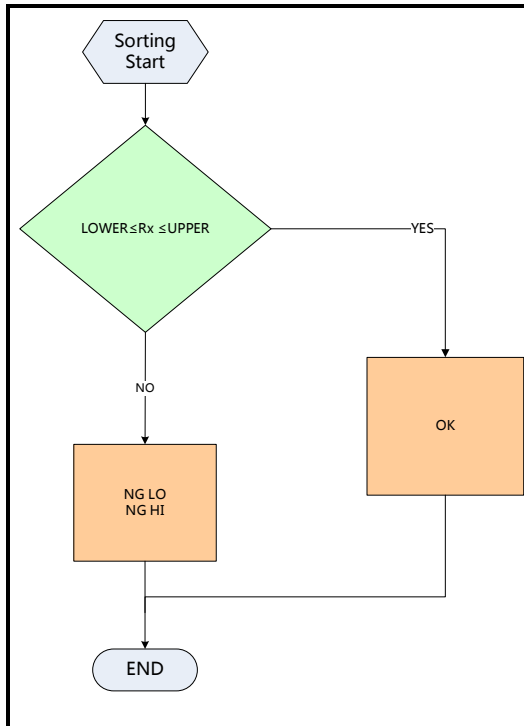 Sorting
Start
LOWER≤Rx ≤UPPER
YES
NO
OK
NG LO
NG HI
END